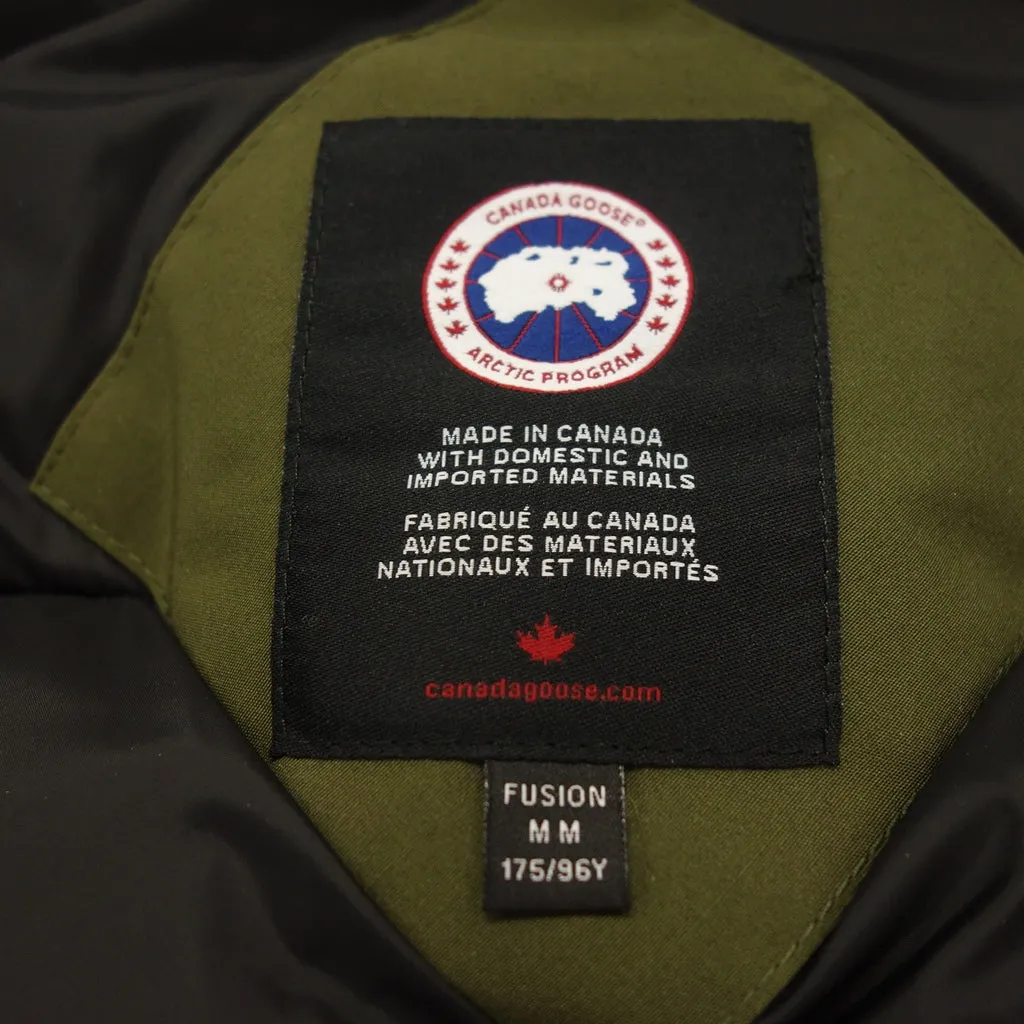 CANADA GOOSE®
ARCTIC PROGRAM
MADE IN CANADA
WITH DOMESTIC AND
IMPORTED MATERIALS
FABRIQUÉ AU CANADA
AVEC DES MATERIAUX
NATIONAUX ET IMPORTÉS
canadagoose.com
FUSION
M M
175/96Y